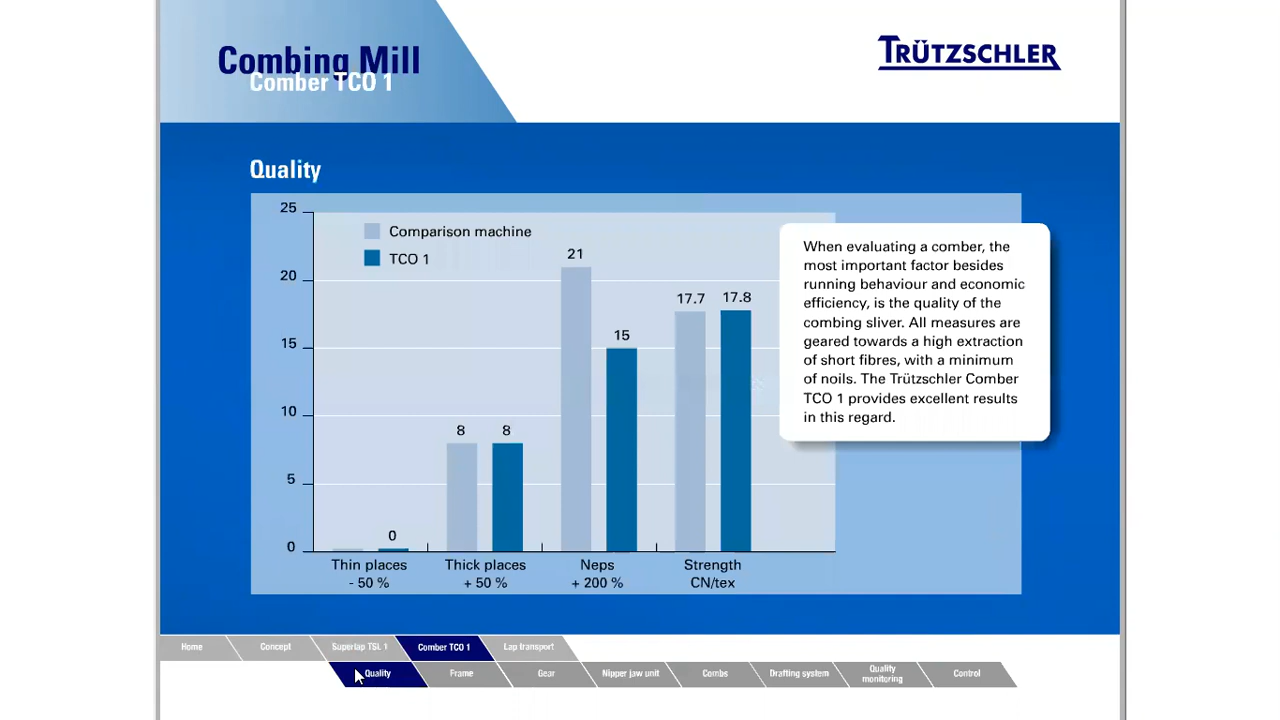 Combing Mill
Comber TCO 1
TRÜTZSCHLER
Quality
25
20
15
10
5
0
Comparison machine
TCO 1
0
8
8
21
15
17.7
17.8
Thin places
- 50 %
Thick places
+ 50 %
Neps
+ 200 %
Strength
CN/tex
When evaluating a comber, the
most important factor besides
running behaviour and economic
efficiency, is the quality of the
combing sliver. All measures are
geared towards a high extraction
of short fibres, with a minimum
of noils. The Trützschler Comber
TCO 1 provides excellent results
in this regard.
Home
Concept
Superlap TSL 1
Comber TCO 1
Lap transport
Quality
Frame
Gear
Nipper jaw unit
Combs
Drafting system
Quality
monitoring
Control